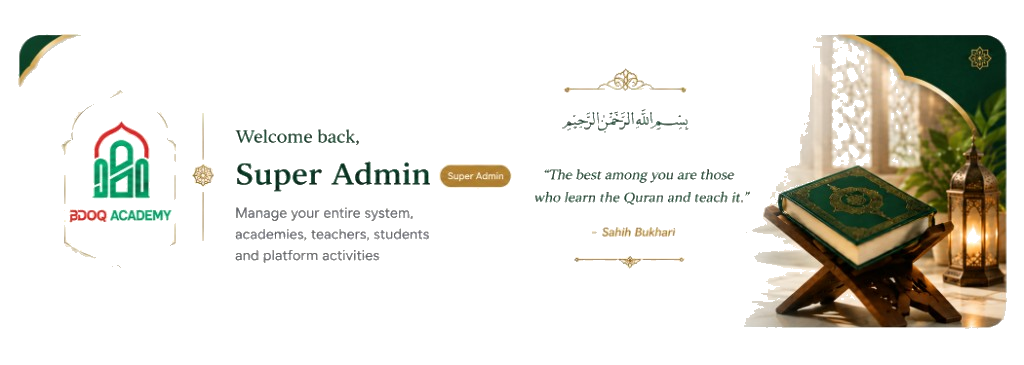 BDOQ ACADEMY
Welcome back,
Super Admin
Super Admin
Manage your entire system,
academies, teachers, students
and platform activities
بِسْمِ اللَّهِ الرَّحْمٰنِ الرَّحِيْمِ
“The best among you are those
who learn the Quran and teach it.”
~ Sahih Bukhari